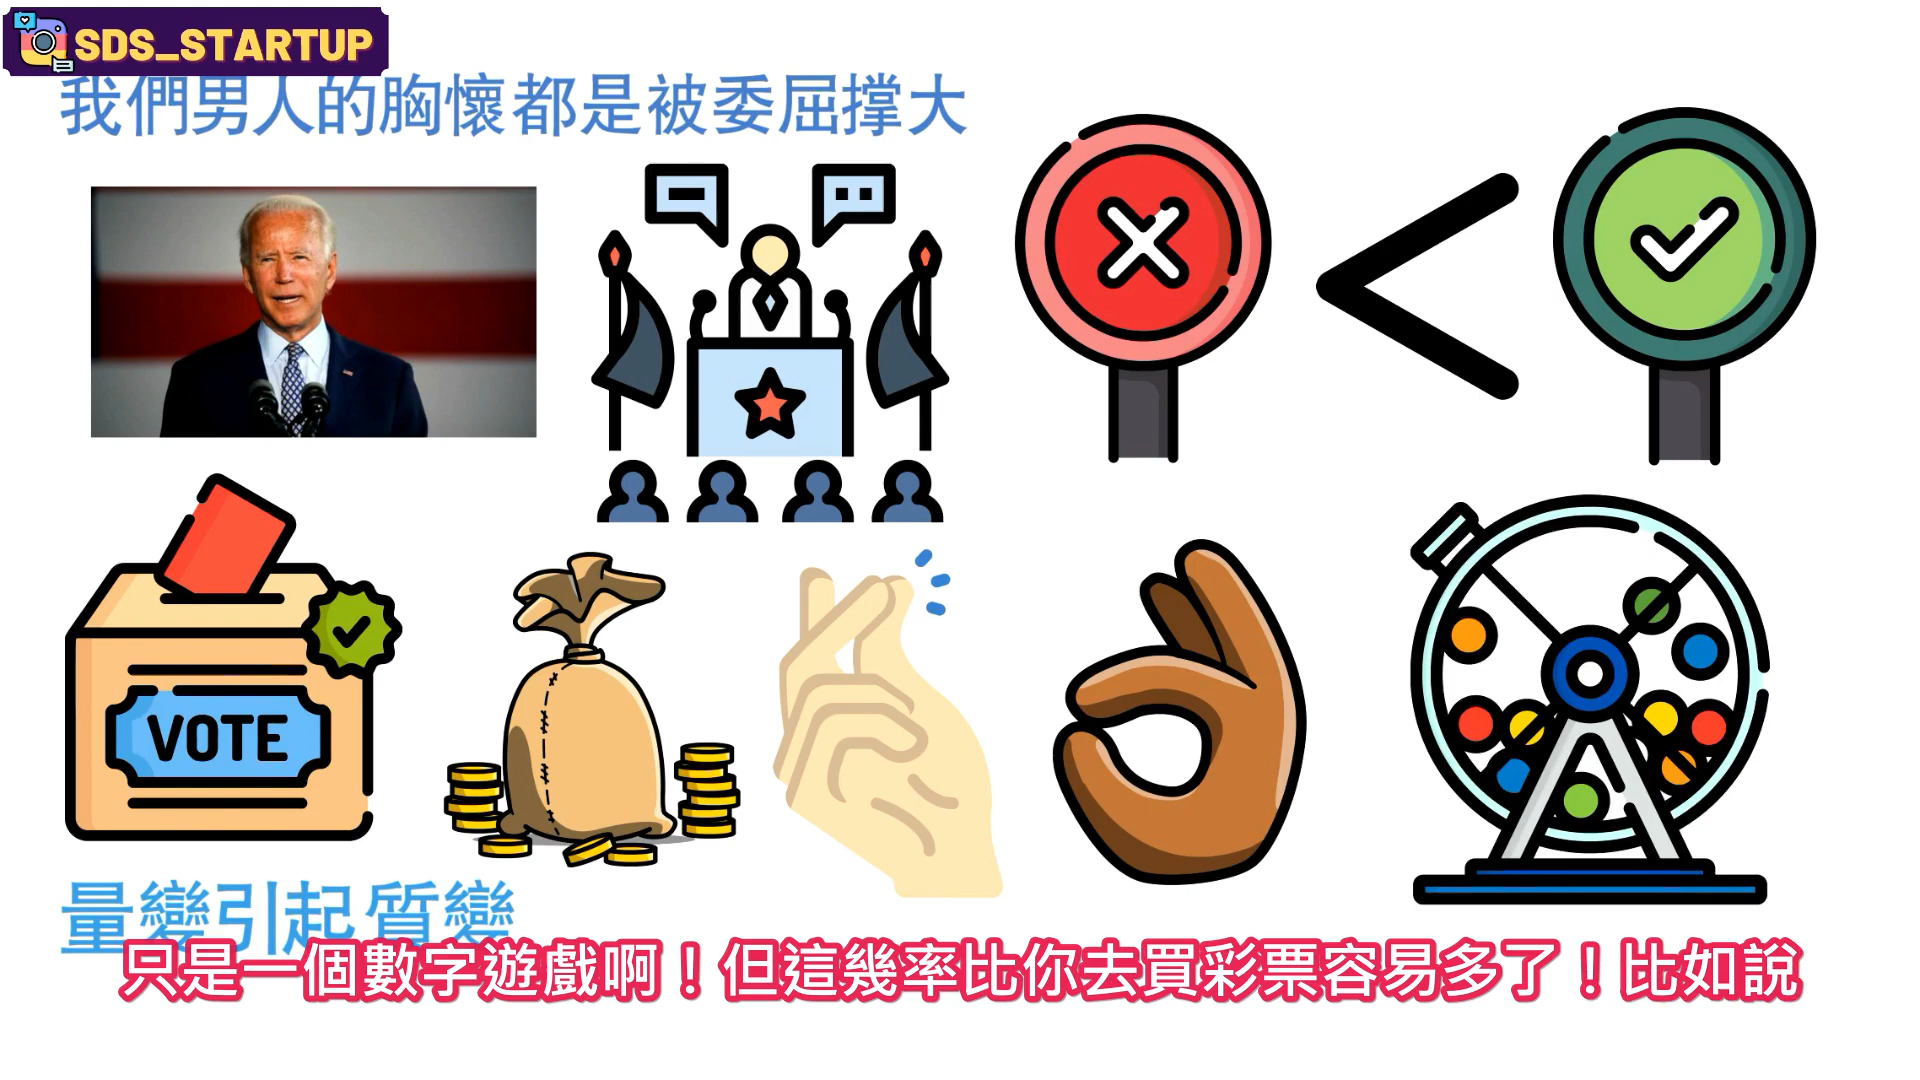 SDS_STARTUP
我們男人的胸懷都是被委屈撐大
VOTE
量變引起質變
只是一個數字遊戲啊！但這幾率比你去買彩票容易多了！比如說